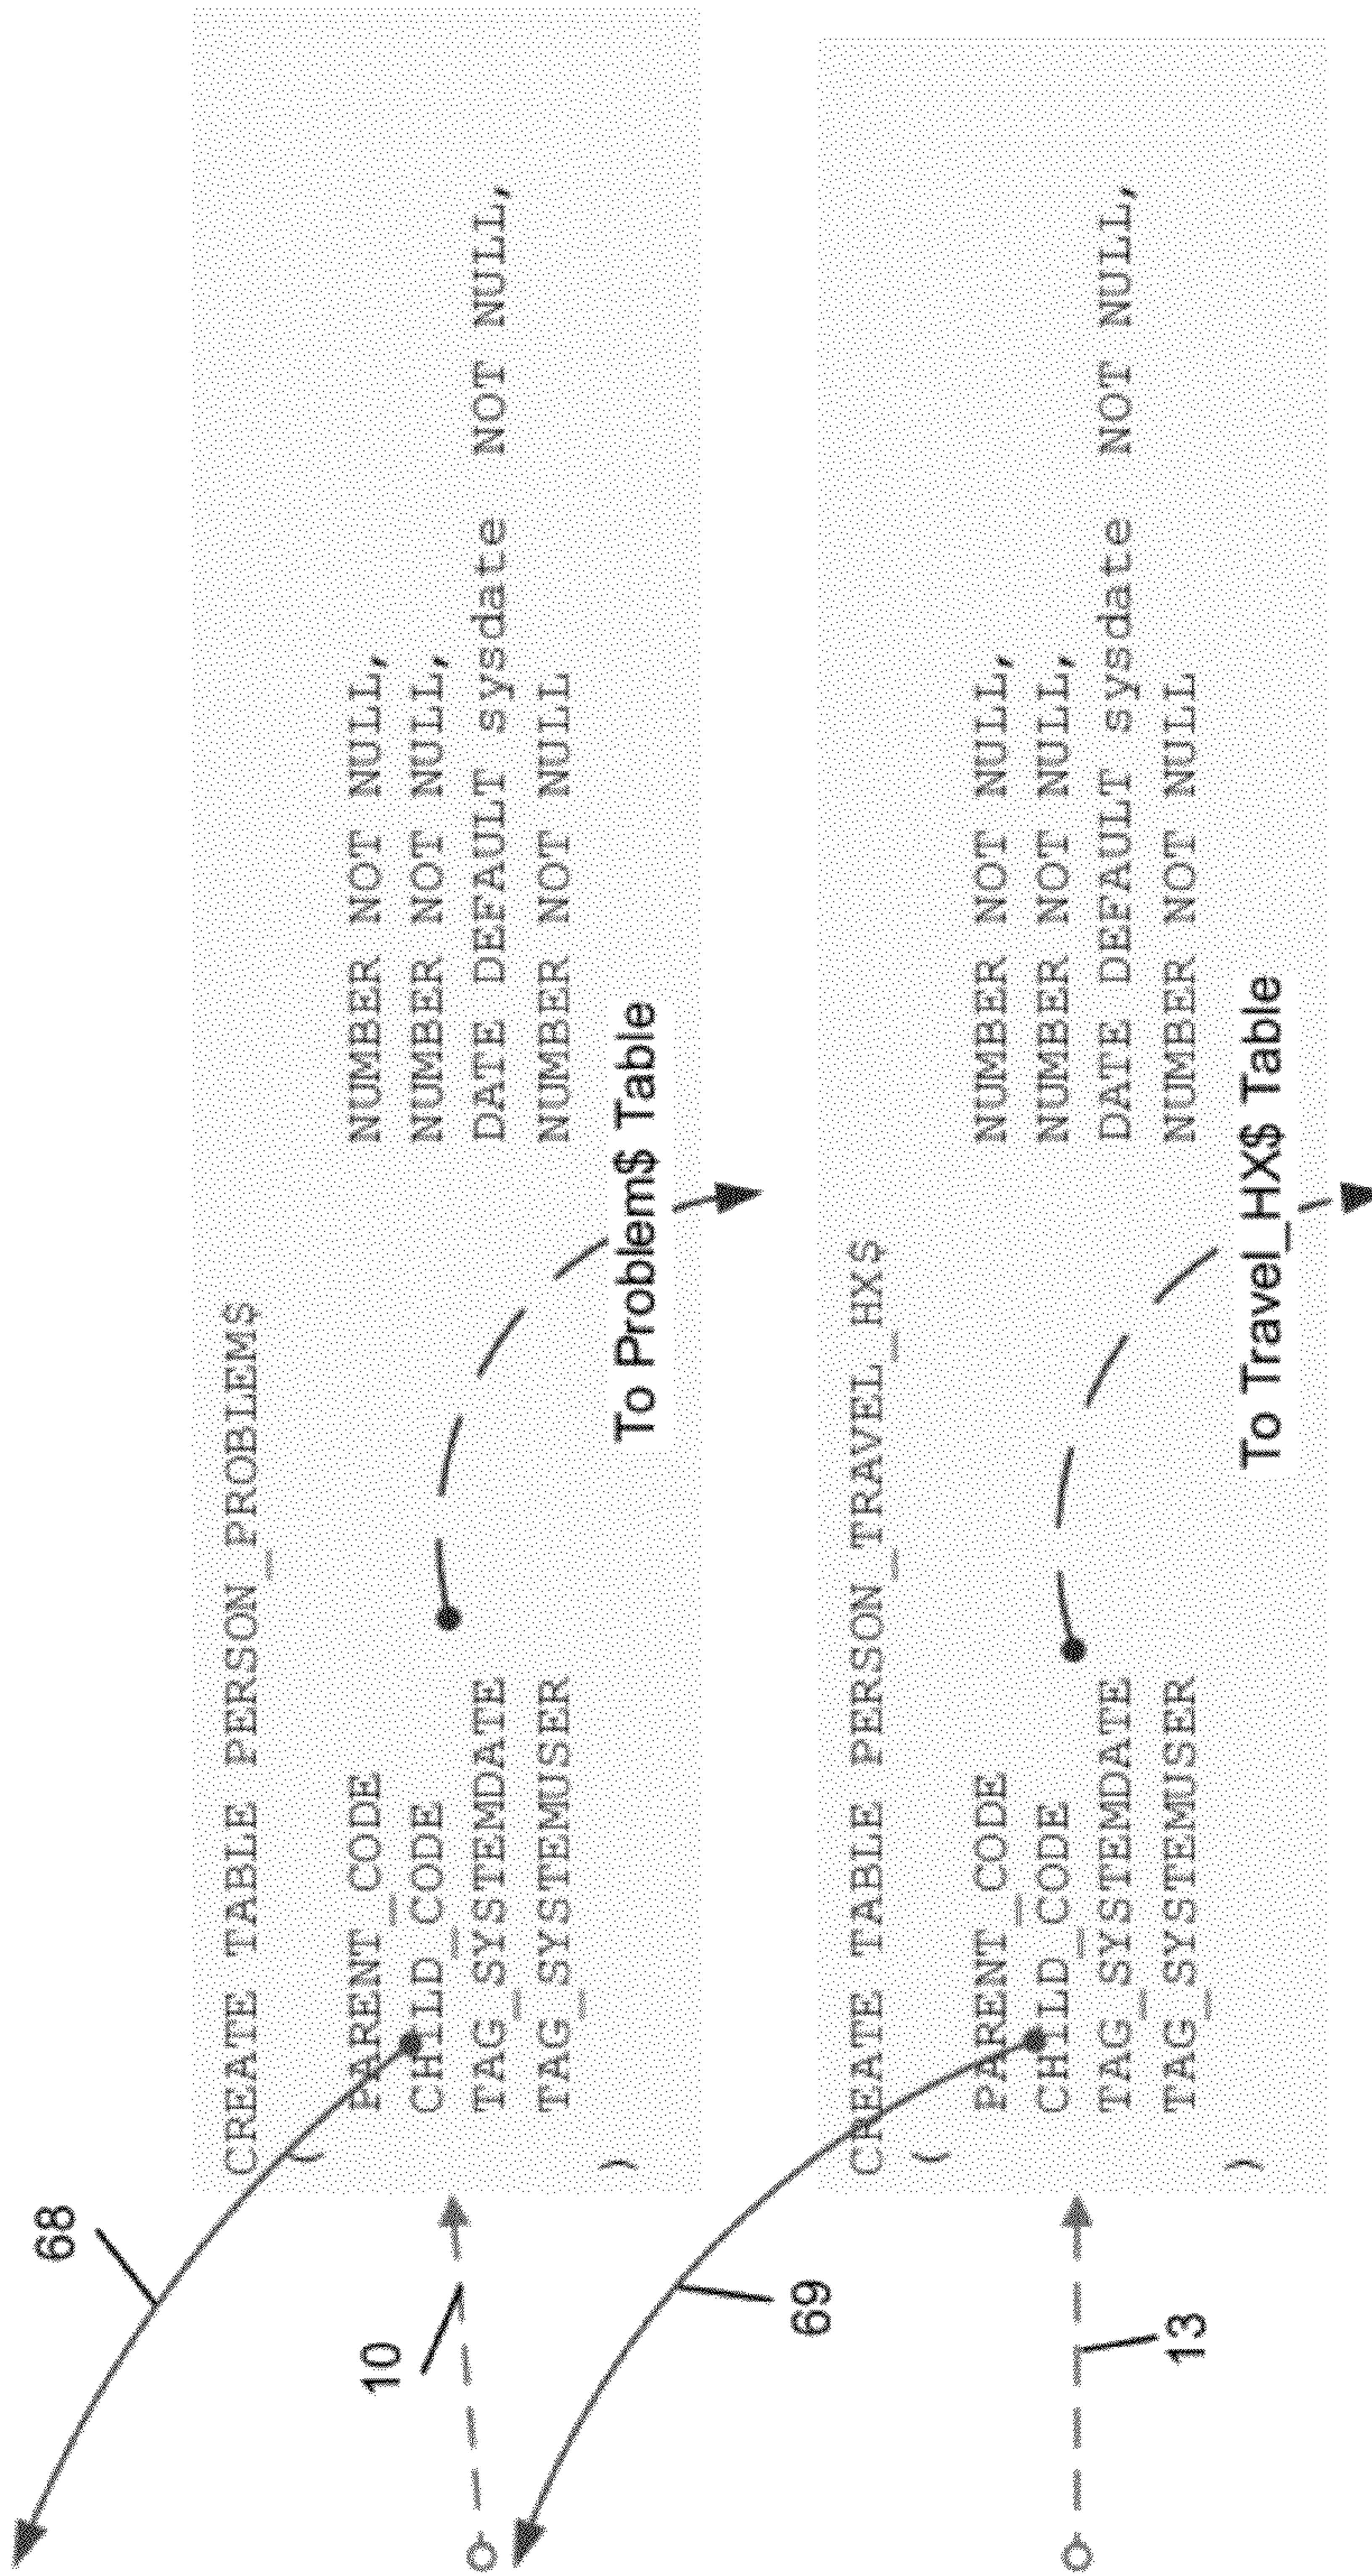 68
CREATE TABLE PERSON_PROBLEM$
(
PARENT_CODE NUMBER NOT NULL,
CHILD_CODE NUMBER NOT NULL,
TAG_SYSTEMDATE DATE DEFAULT sysdate NOT NULL,
TAG_SYSTEMUSER NUMBER NOT NULL
)
10
To Problem$ Table
69
CREATE TABLE PERSON_TRAVEL_HX$
(
PARENT_CODE NUMBER NOT NULL,
CHILD_CODE NUMBER NOT NULL,
TAG_SYSTEMDATE DATE DEFAULT sysdate NOT NULL,
TAG_SYSTEMUSER NUMBER NOT NULL
)
13
To Travel_HX$ Table